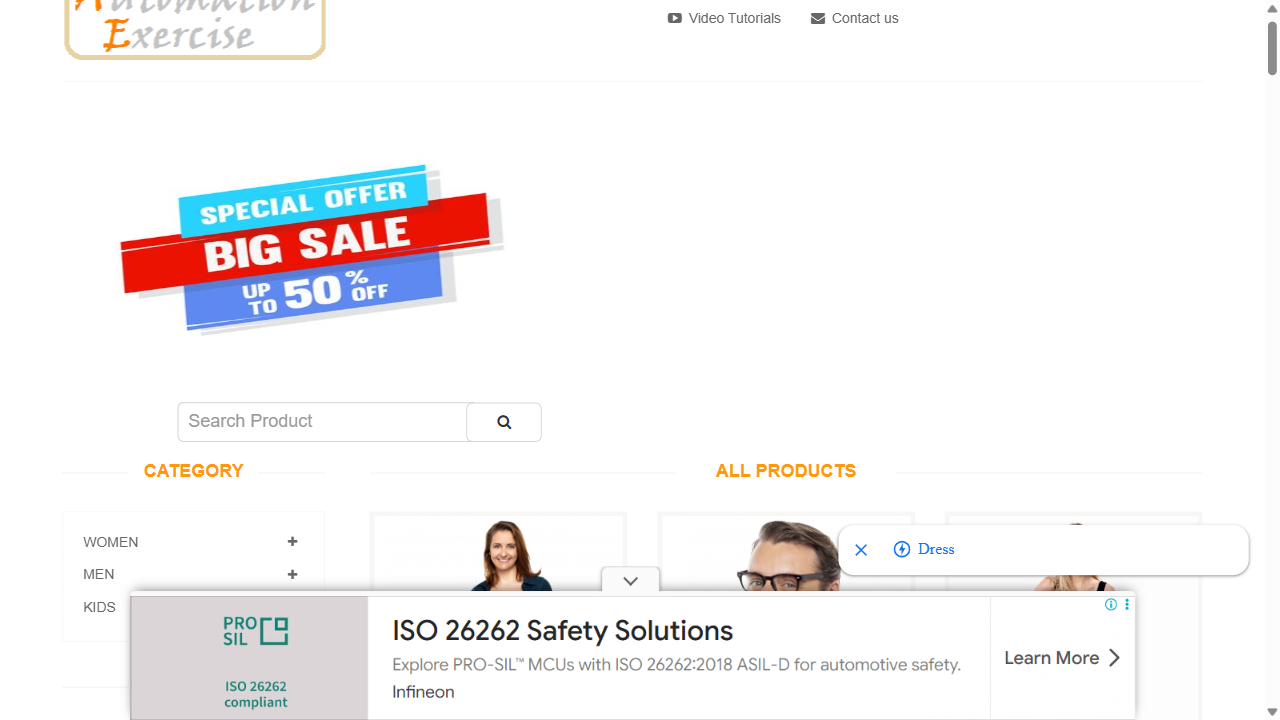 Automation
Exercise
Video Tutorials
Contact us
SPECIAL OFFER
BIG SALE
UP TO 50% OFF
Search Product
CATEGORY
ALL PRODUCTS
WOMEN
MEN
KIDS
Dress
PRO
SIL
ISO 26262
compliant
ISO 26262 Safety Solutions
Explore PRO-SIL™ MCUs with ISO 26262:2018 ASIL-D for automotive safety.
Infineon
Learn More